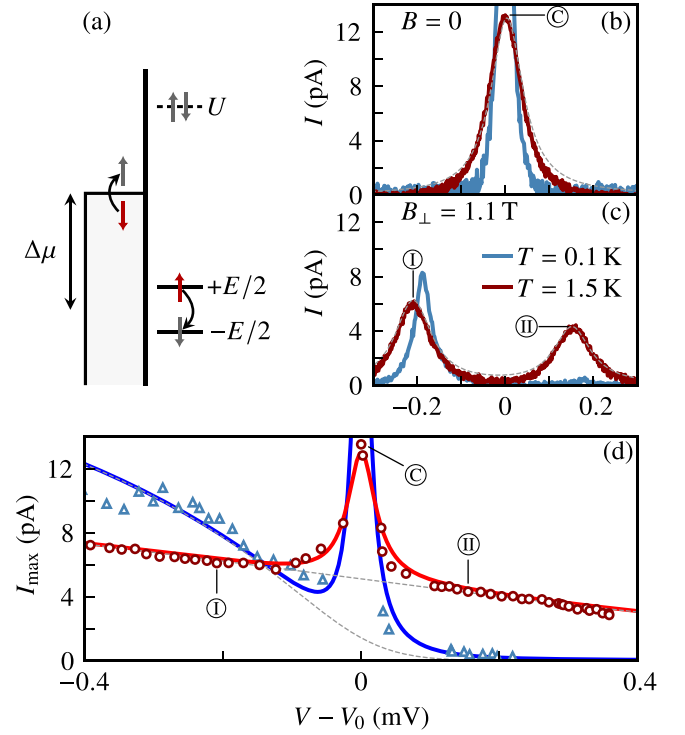 (a)
U
Δμ
+E/2
−E/2
(b)
B = 0
Ⓒ
I (pA)
12
8
4
0
(c)
B⊥ = 1.1 T
T = 0.1 K
T = 1.5 K
Ⓘ
Ⅱ
I (pA)
12
8
4
0
−0.2
0
0.2
(d)
Ⓒ
Ⅱ
Ⓘ
Imax (pA)
12
8
4
0
−0.4
0
0.4
V − V0 (mV)